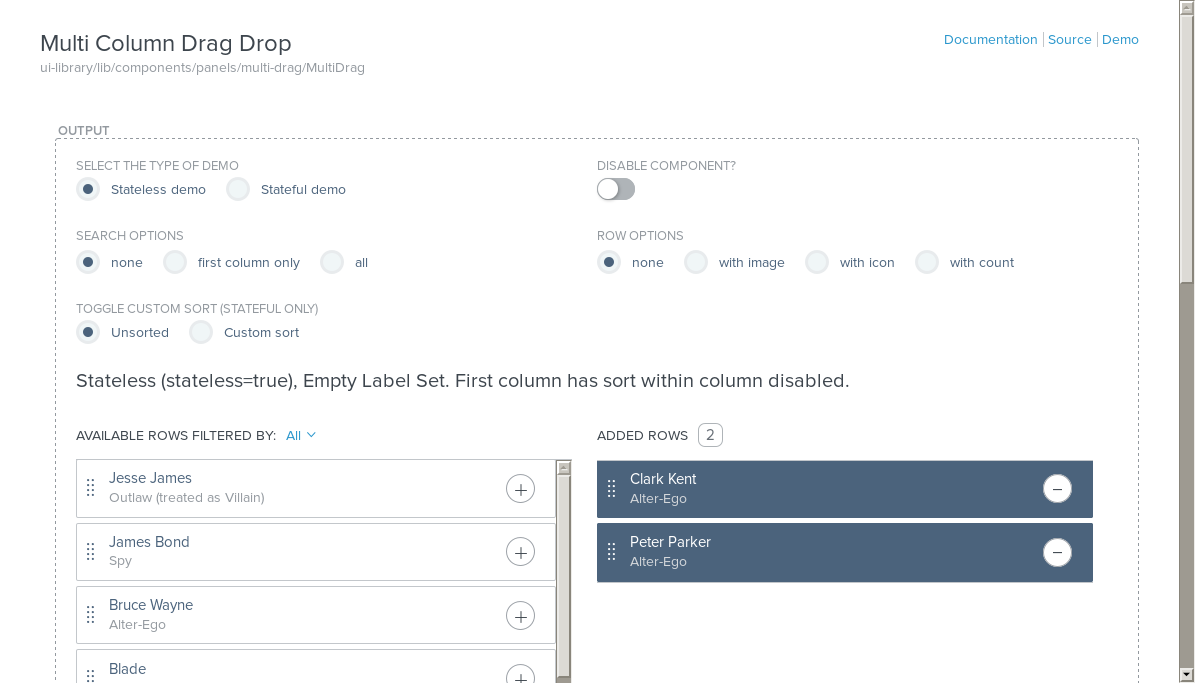 Multi Column Drag Drop
Documentation Source Demo
ui-library/lib/components/panels/multi-drag/MultiDrag
OUTPUT
SELECT THE TYPE OF DEMO
DISABLE COMPONENT?
Stateless demo Stateful demo
SEARCH OPTIONS
ROW OPTIONS
none first column only all
none with image with icon with count
TOGGLE CUSTOM SORT (STATEFUL ONLY)
Unsorted Custom sort
Stateless (stateless=true), Empty Label Set. First column has sort within column disabled.
AVAILABLE ROWS FILTERED BY: All
ADDED ROWS 2
Jesse James
Outlaw (treated as Villain)
James Bond
Spy
Bruce Wayne
Alter-Ego
Blade
Clark Kent
Alter-Ego
Peter Parker
Alter-Ego